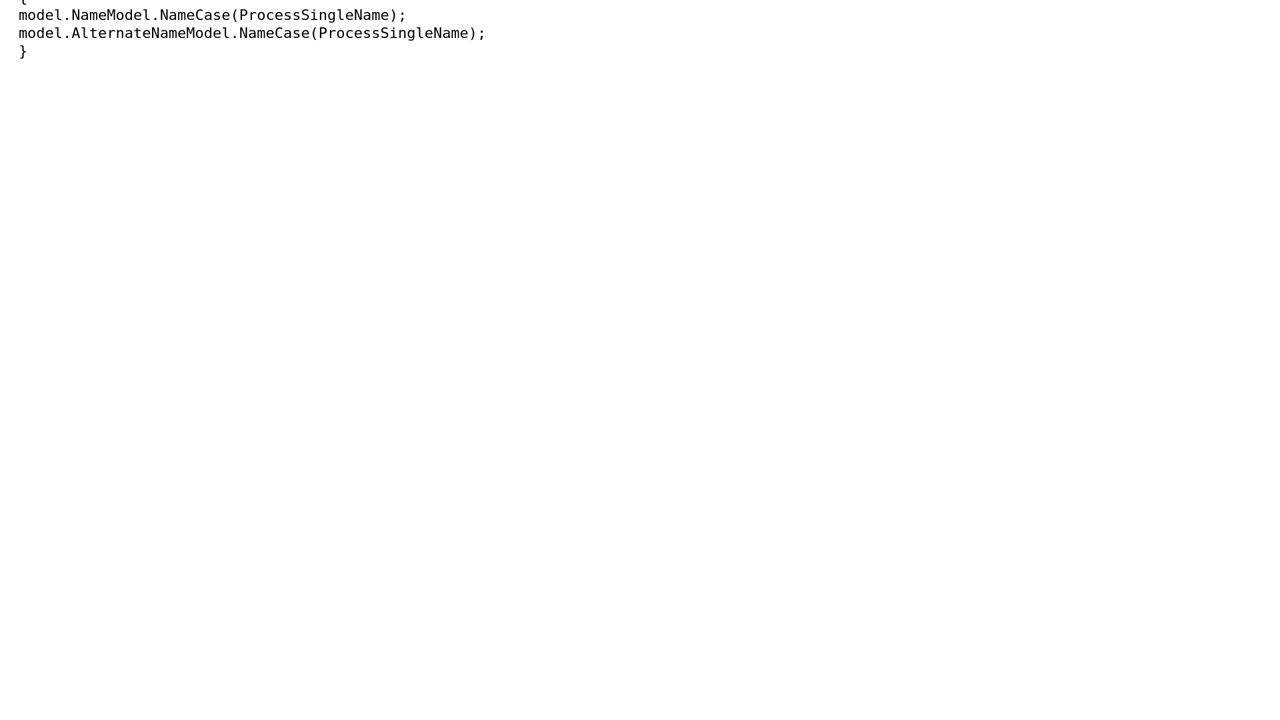 {
model.NameModel.NameCase(ProcessSingleName);
model.AlternateNameModel.NameCase(ProcessSingleName);
}